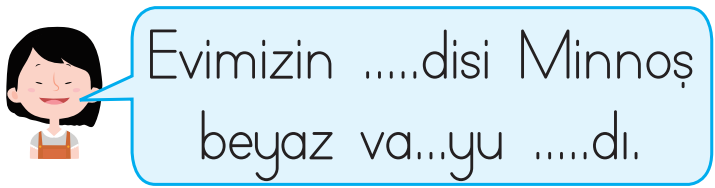 Evimizin .....disi Minnoş
beyaz va...yu .....dı.